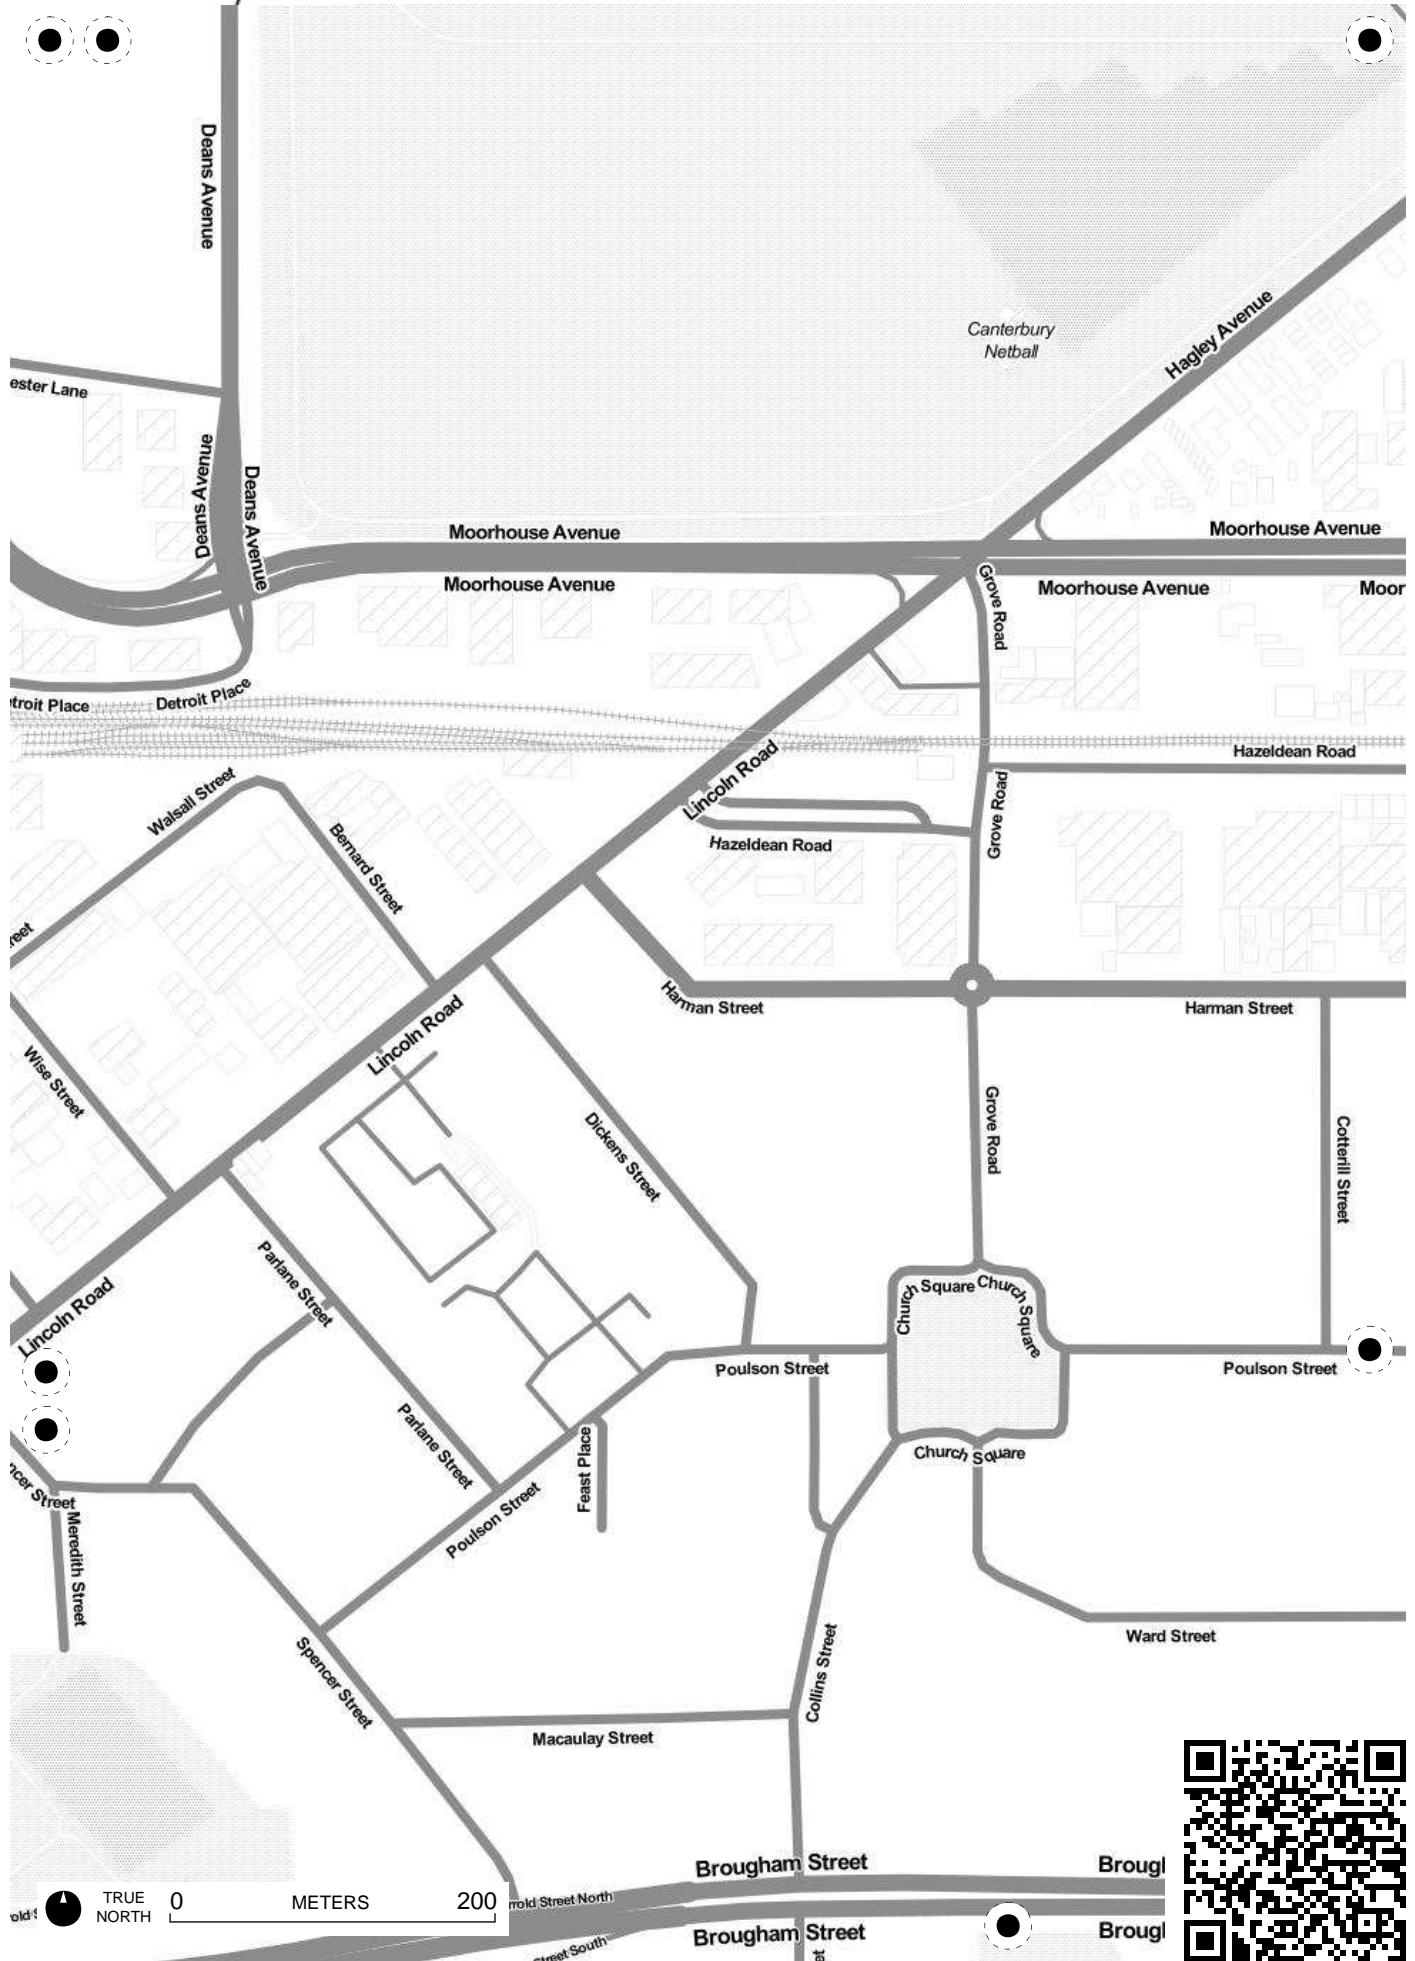 Deans Avenue
Canterbury
Netball
Hagley Avenue
ester Lane
Deans Avenue
Deans Avenue
Moorhouse Avenue
Moorhouse Avenue
Moorhouse Avenue
Moorhouse Avenue
Moor
Grove Road
troit Place
Detroit Place
Hazeldean Road
Lincoln Road
Walsall Street
Bernard Street
Hazeldean Road
Grove Road
reet
Lincoln Road
Harman Street
Harman Street
Wise Street
Dickens Street
Grove Road
Cotterill Street
Parlane Street
Church Square
Church Square
Lincoln Road
Poulson Street
Poulson Street
Parlane Street
Feast Place
Church Square
ncer Street
Poulson Street
Meredith Street
Spencer Street
Collins Street
Ward Street
Macaulay Street
Brougham Street
Brougl
TRUE
NORTH
0 METERS 200
rrold Street North
old S
Brougham Street
Brougl
Street South
et